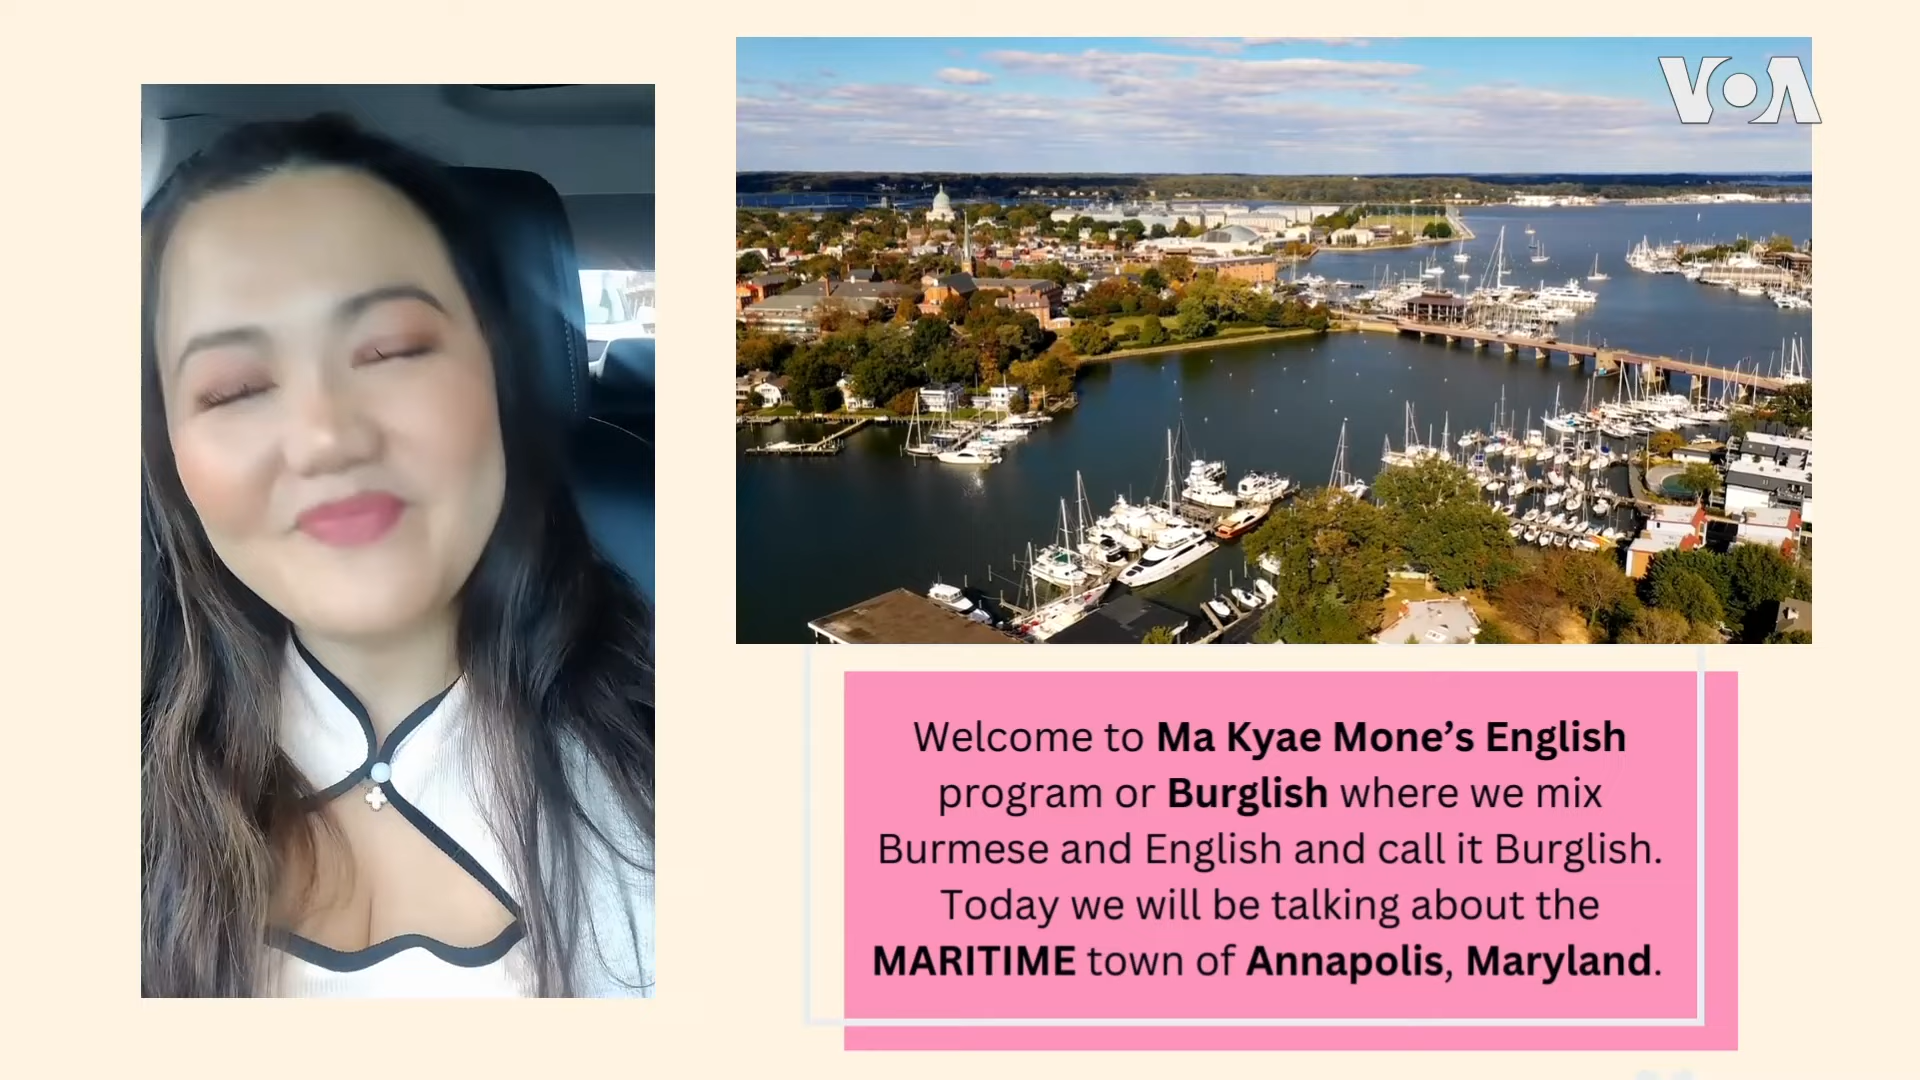 VOA
Welcome to Ma Kyae Mone’s English
program or Burglish where we mix
Burmese and English and call it Burglish.
Today we will be talking about the
MARITIME town of Annapolis, Maryland.